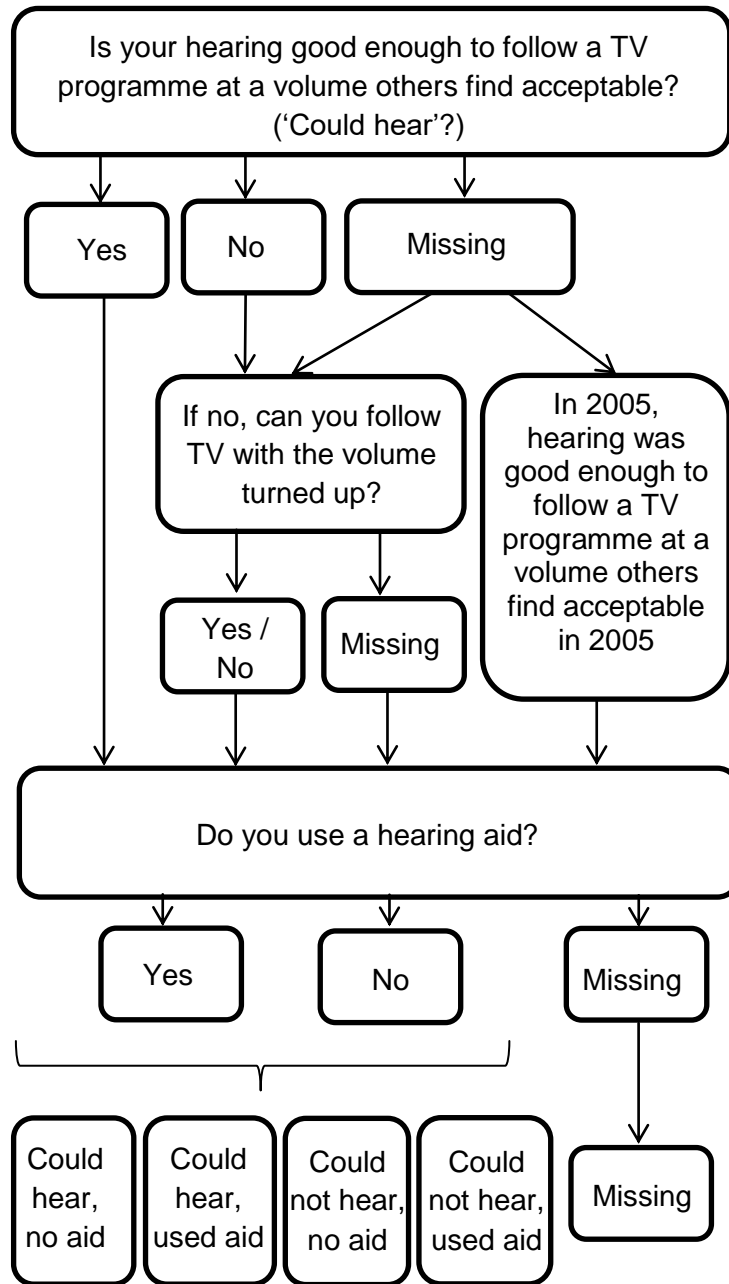 Is your hearing good enough to follow a TV
programme at a volume others find acceptable?
(‘Could hear’?)
Yes
No
Missing
If no, can you follow
TV with the volume
turned up?
In 2005,
hearing was
good enough to
follow a TV
programme at a
volume others
find acceptable
in 2005
Yes /
No
Missing
Do you use a hearing aid?
Yes
No
Missing
Could
hear,
no aid
Could
hear,
used aid
Could
not hear,
no aid
Could
not hear,
used aid
Missing